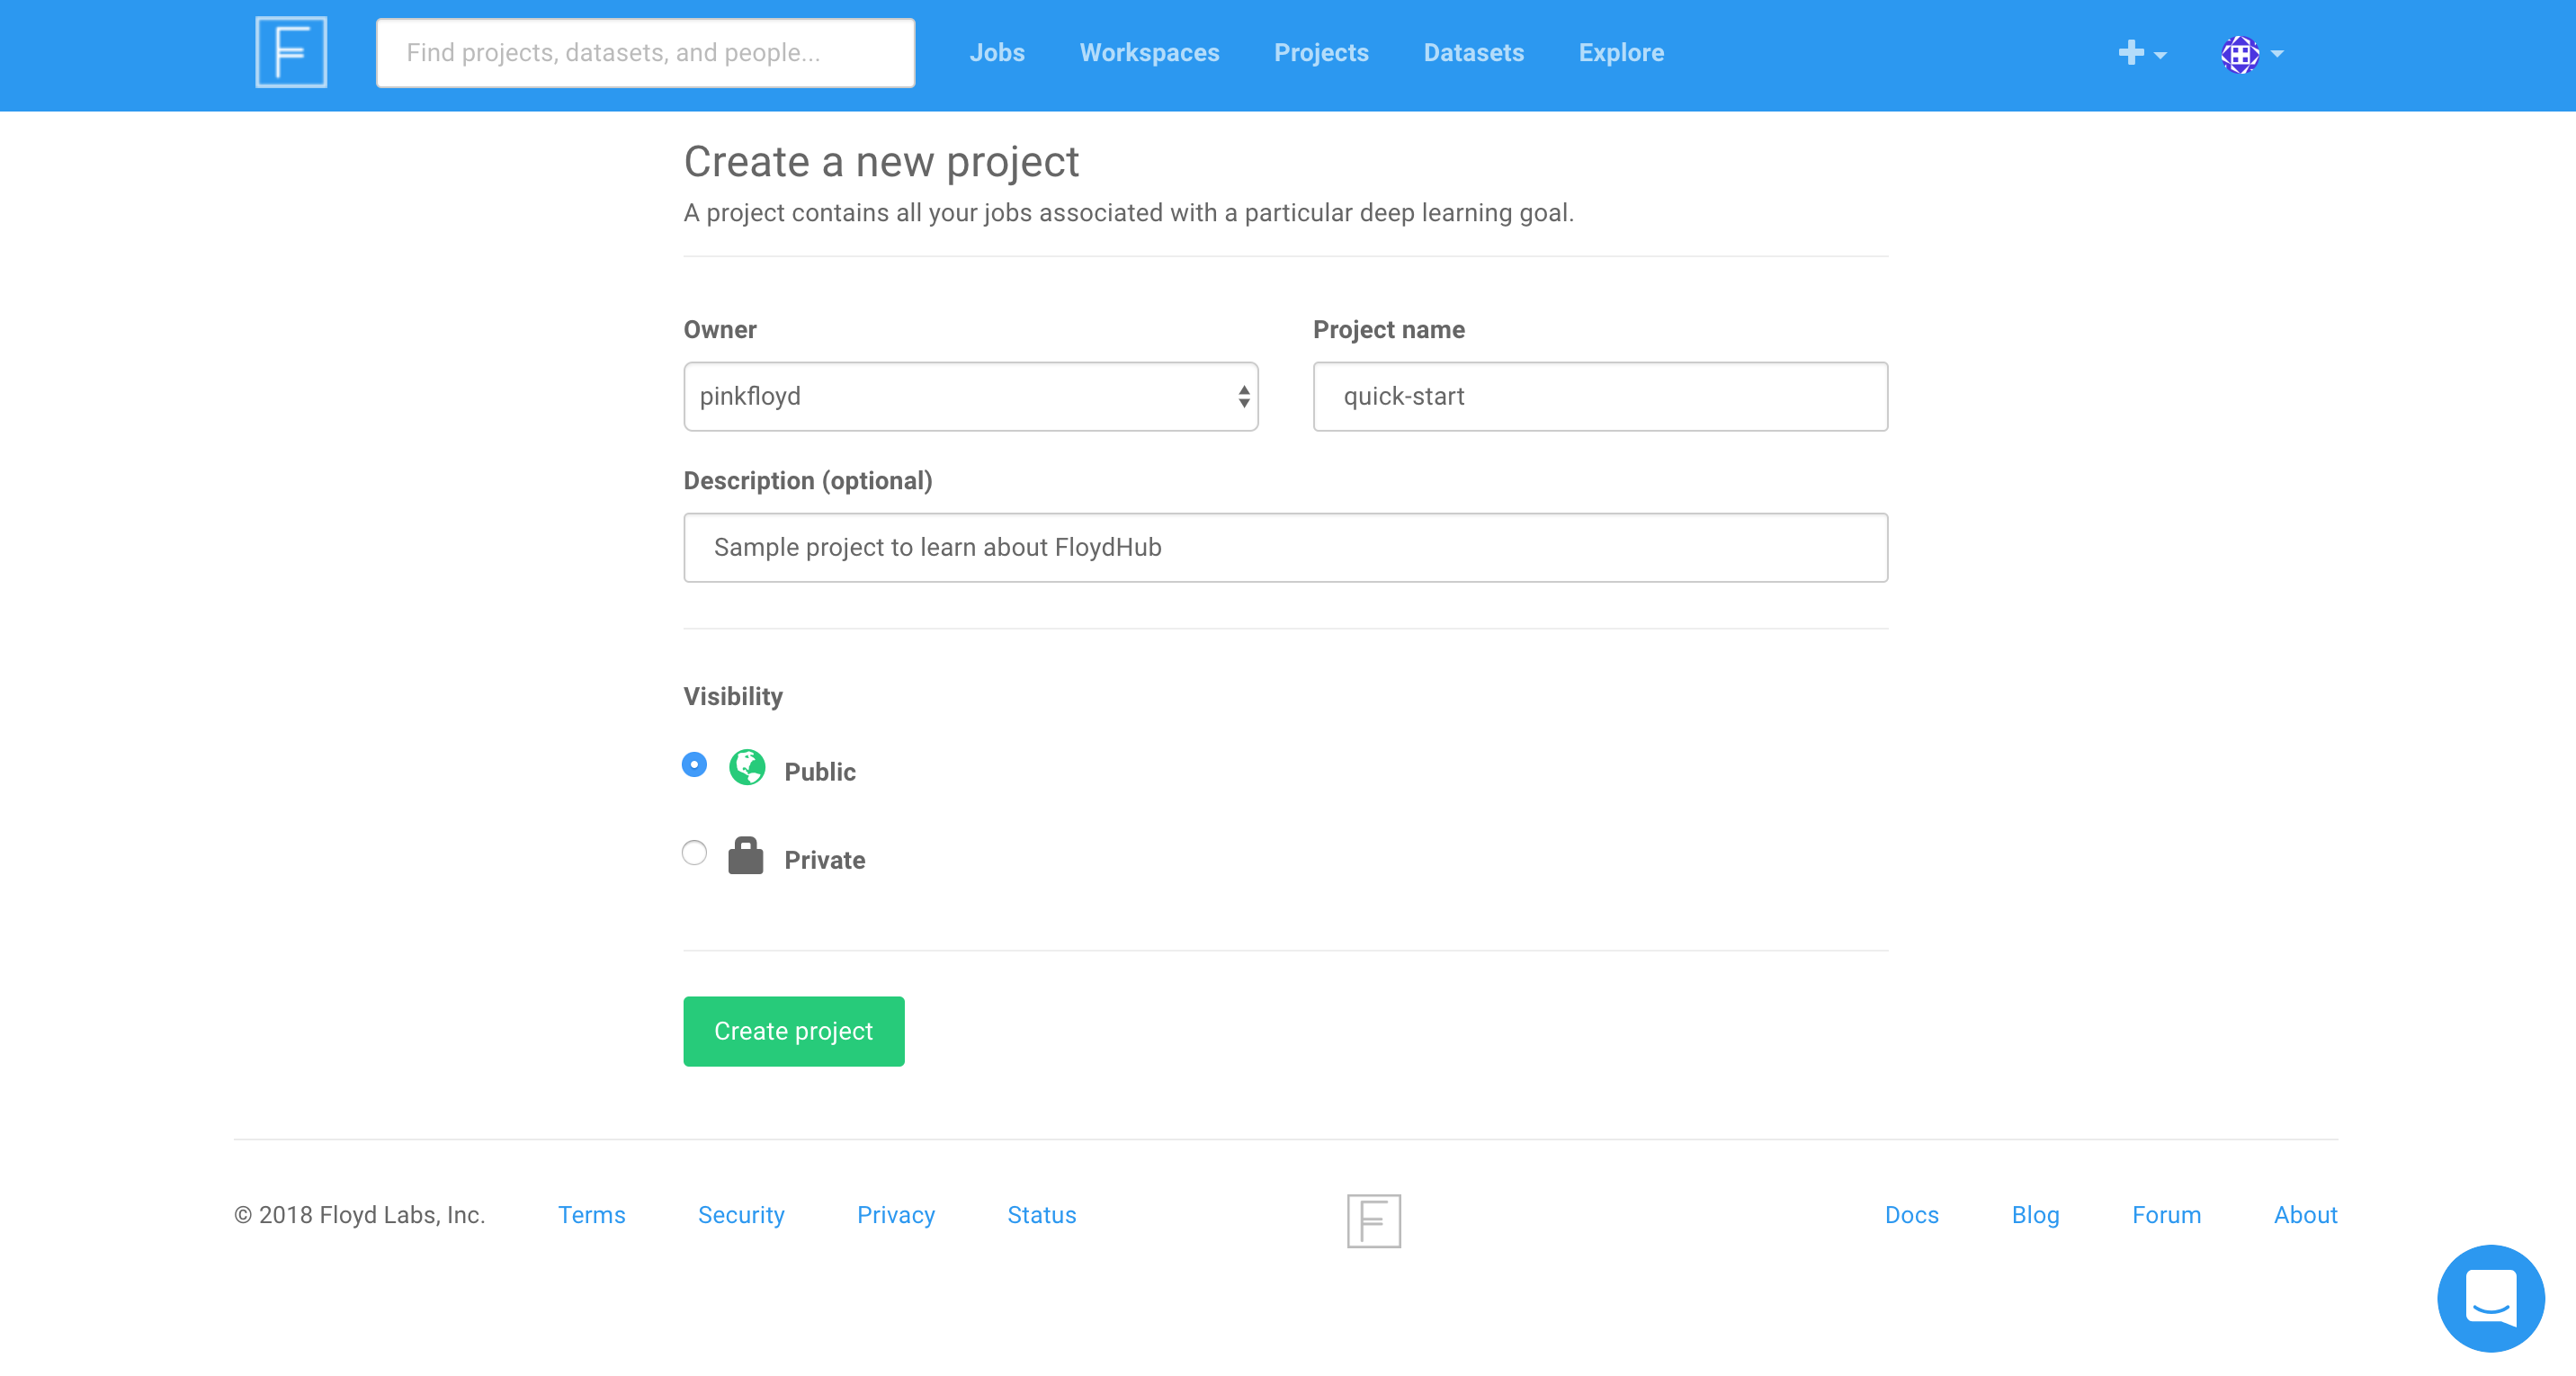 Find projects, datasets, and people... Jobs Workspaces Projects Datasets Explore
Create a new project
A project contains all your jobs associated with a particular deep learning goal.
Owner Project name
pinkfloyd quick-start
Description (optional)
Sample project to learn about FloydHub
Visibility
Public
Private
Create project
© 2018 Floyd Labs, Inc. Terms Security Privacy Status Docs Blog Forum About